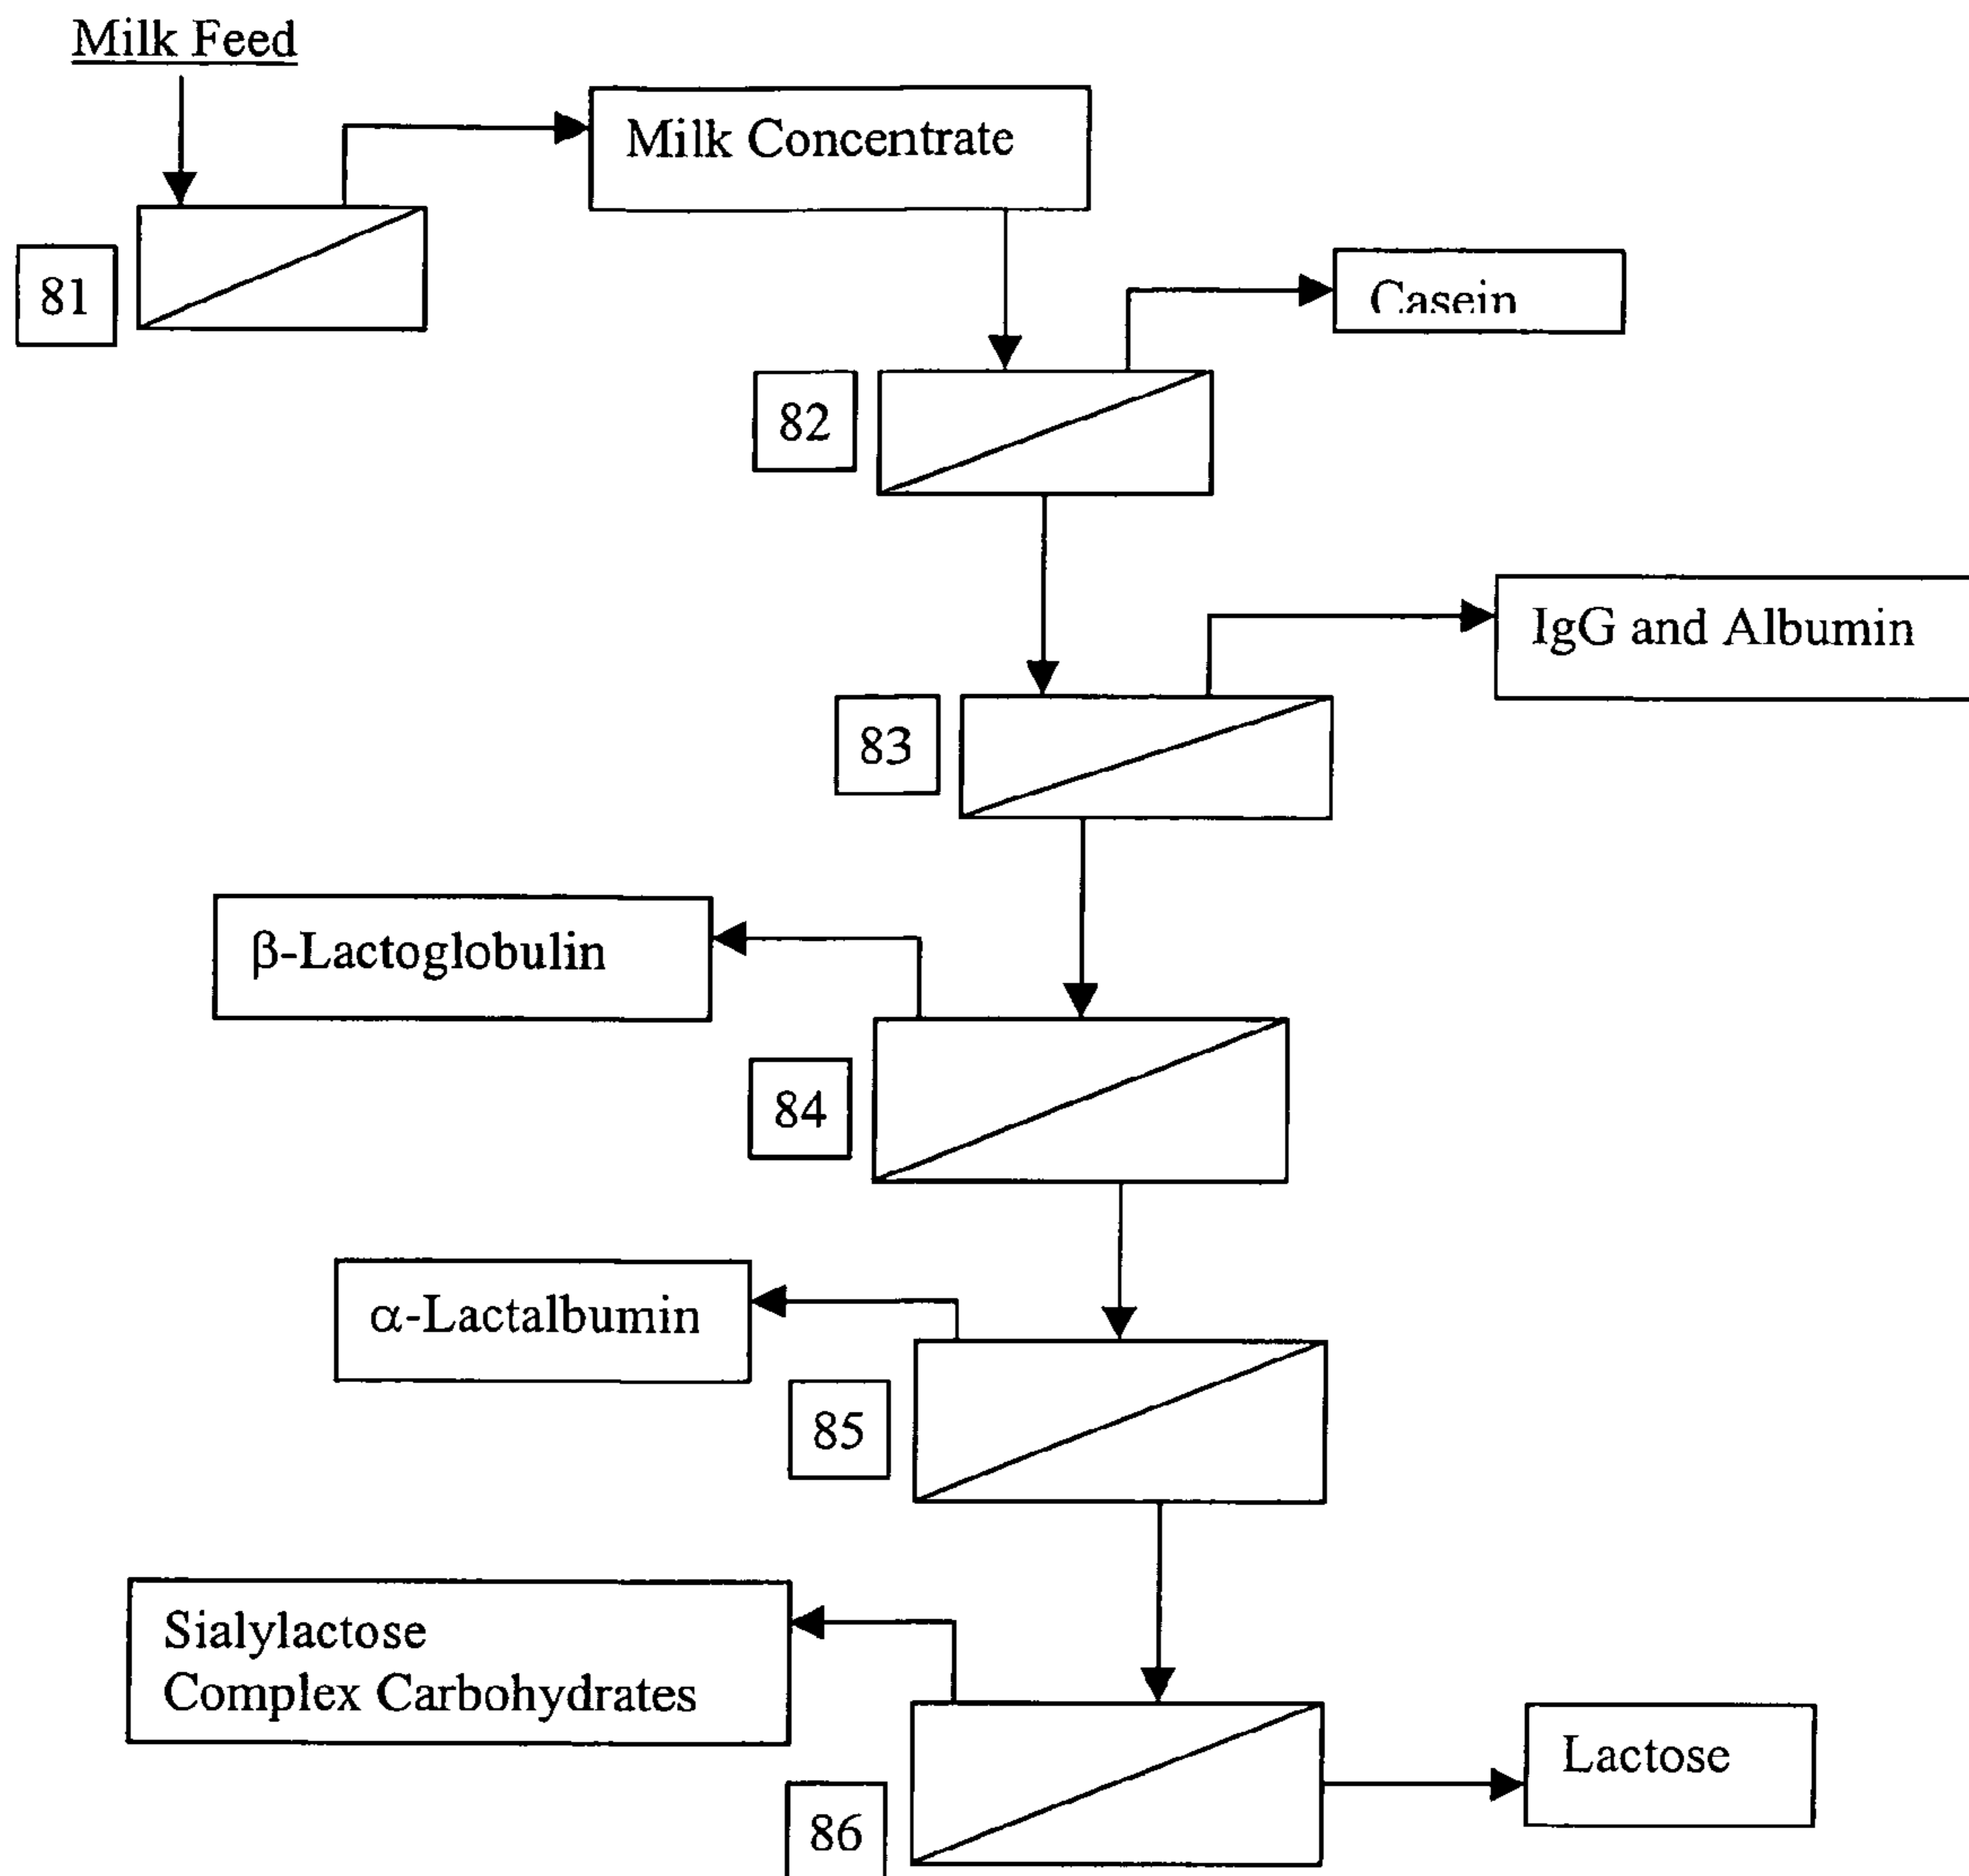 Milk Feed
Milk Concentrate
81
Casein
82
IgG and Albumin
83
β-Lactoglobulin
84
α-Lactalbumin
85
Sialylactose
Complex Carbohydrates
Lactose
86